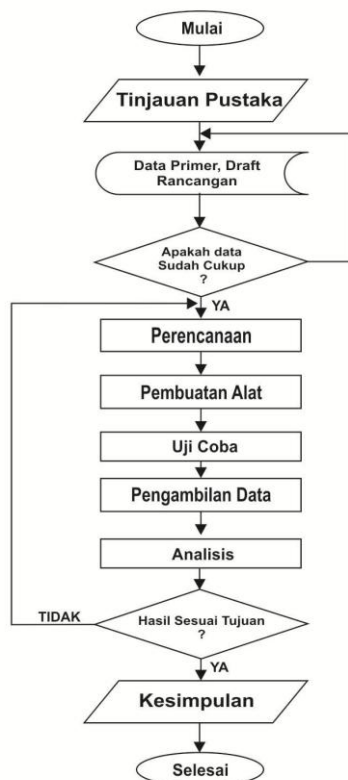 Mulai
Tinjauan Pustaka
Data Primer, Draft
Rancangan
Apakah data
Sudah Cukup
?
YA
Perencanaan
Pembuatan Alat
Uji Coba
Pengambilan Data
Analisis
Hasil Sesuai Tujuan
?
TIDAK
YA
Kesimpulan
Selesai